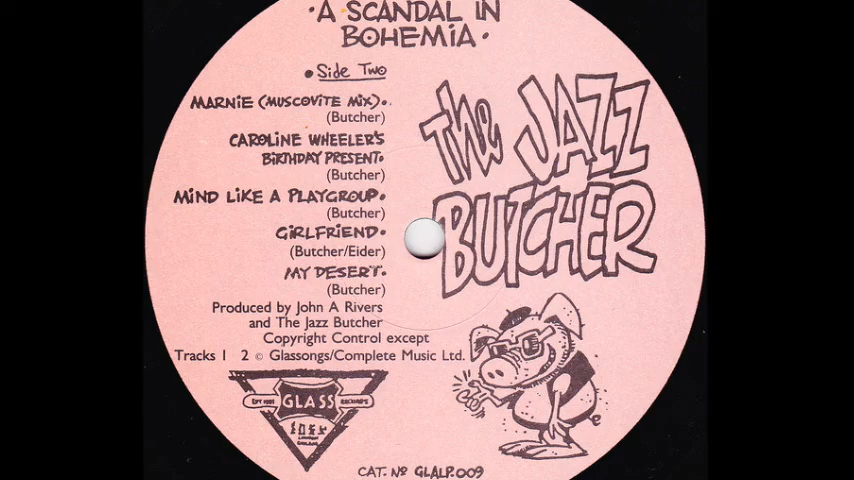 ·A SCANDAL IN
BOHEMIA·
• Side Two
MARNIE (MUSCOVITE MIX)•
(Butcher)
CAROLINE WHEELER'S
BIRTHDAY PRESENT•
(Butcher)
MIND LIKE A PLAYGROUP•
(Butcher)
GIRLFRIEND•
(Butcher/Eider)
MY DESERT•
(Butcher)
Produced by John A Rivers
and The Jazz Butcher
Copyright Control except
Tracks 1 2 © Glassongs/Complete Music Ltd.
The JAZZ
BUTCHER
GLASS
RECORDS
CAT. Nº GLALP.009